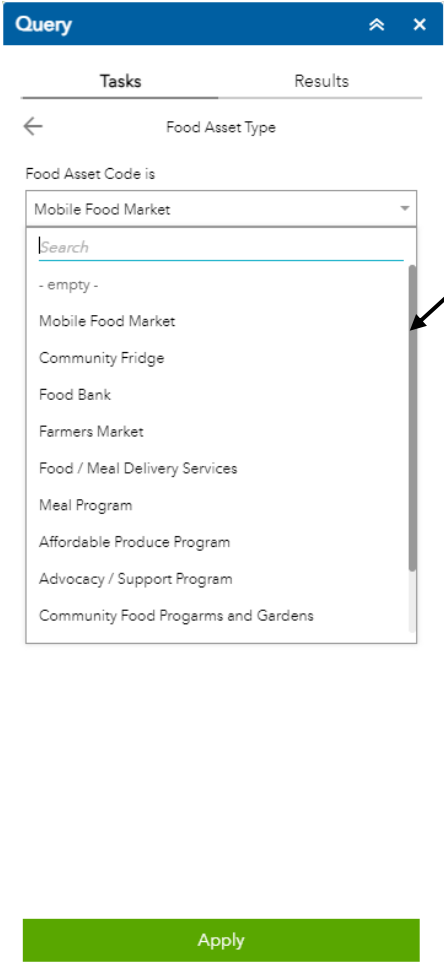 Query
Tasks Results
Food Asset Type
Food Asset Code is
Mobile Food Market
Search
- empty -
Mobile Food Market
Community Fridge
Food Bank
Farmers Market
Food / Meal Delivery Services
Meal Program
Affordable Produce Program
Advocacy / Support Program
Community Food Progarms and Gardens
Apply